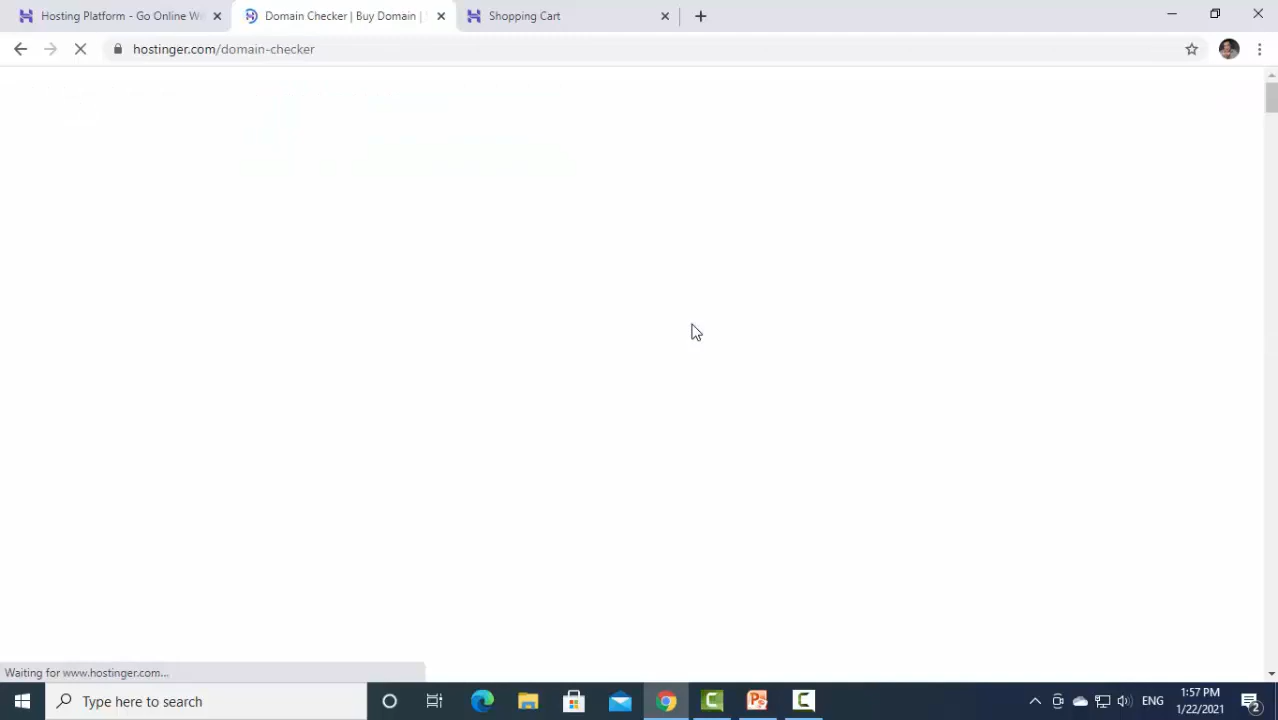 Hosting Platform - Go Online W
Domain Checker | Buy Domain |
Shopping Cart
hostinger.com/domain-checker
Waiting for www.hostinger.com...
Type here to search
ENG
1:57 PM
1/22/2021
2